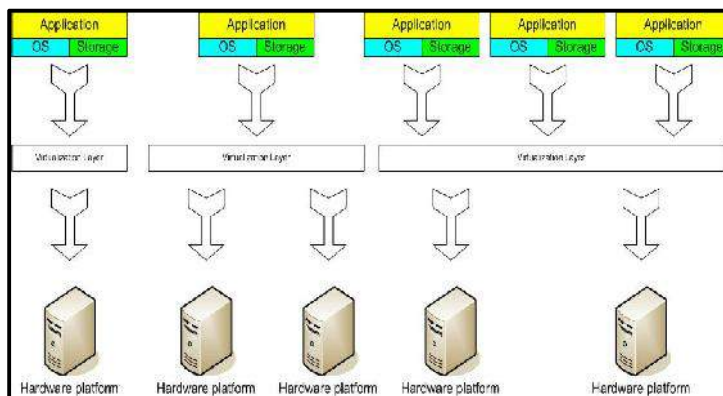 Application
OS Storage
Application
OS Storage
Application
OS Storage
Application
OS Storage
Application
OS Storage
Virtualization Layer
Virtualization Layer
Virtualization Layer
Hardware platform
Hardware platform
Hardware platform
Hardware platform
Hardware platform